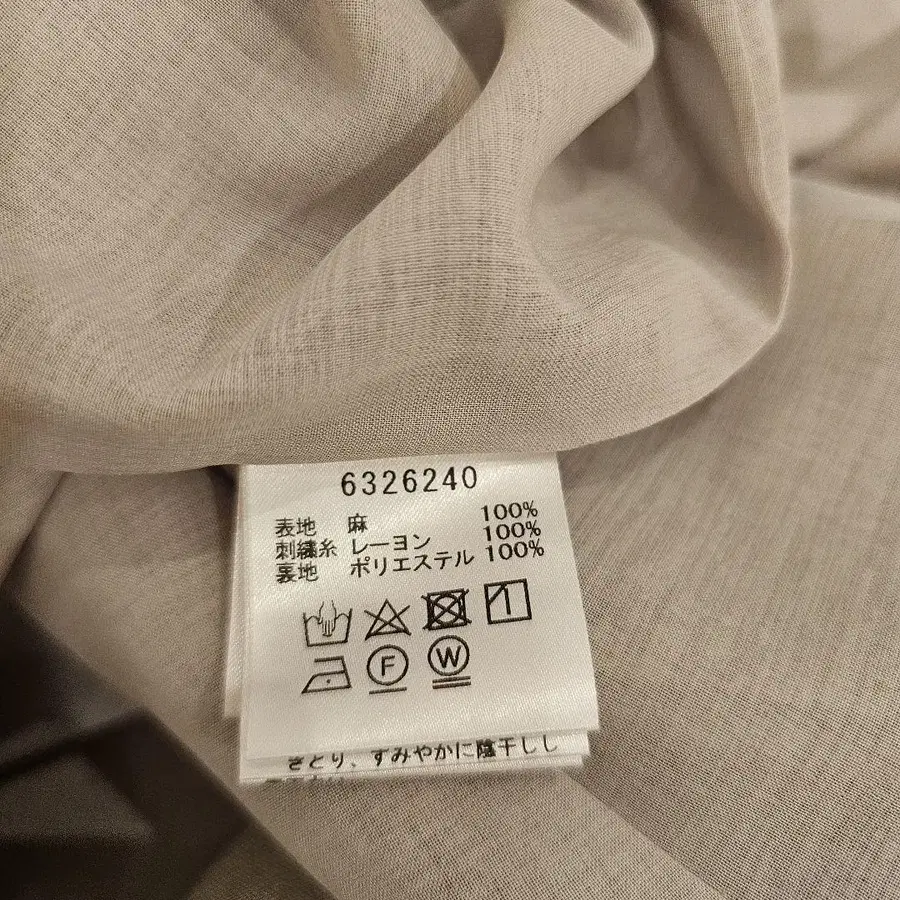 6326240
表地 麻 100%
刺繍糸 レーヨン 100%
裏地 ポリエステル 100%
F W
さとり、すみやかに陰干しし